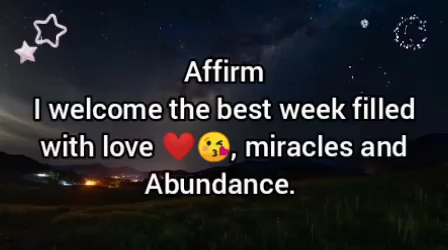 Affirm
I welcome the best week filled
with love ❤️😘, miracles and
Abundance.